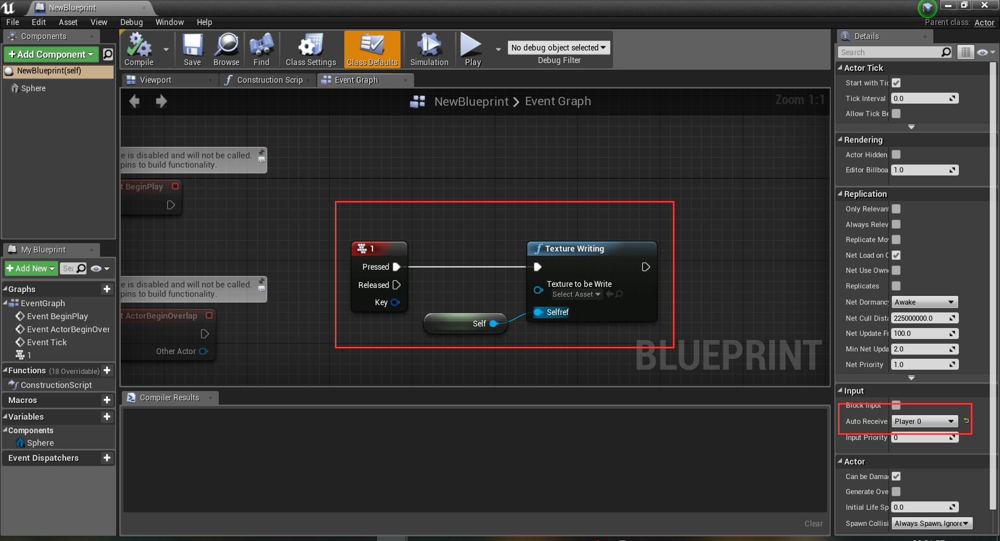 NewBlueprint
File Edit Asset View Debug Window Help
Parent class: Actor
Components
+Add Component
NewBlueprint(self)
Sphere
Compile
Save
Browse
Find
Class Settings
Class Defaults
Simulation
Play
No debug object selected
Debug Filter
Viewport
Construction Scrip
Event Graph
NewBlueprint > Event Graph
Zoom 1:1
e is disabled and will not be called.
pins to build functionality.
t BeginPlay
e is disabled and will not be called.
pins to build functionality.
t ActorBeginOverlap
Other Actor
1
Pressed
Released
Key
Self
Texture Writing
Texture to be Write
Select Asset
Selfref
BLUEPRINT
My Blueprint
+ Add New
Sea
Graphs
EventGraph
Event BeginPlay
Event ActorBeginOver
Event Tick
1
Functions (18 Overridable)
ConstructionScript
Macros
Variables
Components
Sphere
Event Dispatchers
Compiler Results
Clear
Details
Search
Actor Tick
Start with Tic
Tick Interval 0.0
Allow Tick Be
Rendering
Actor Hidden
Editor Billboa 1.0
Replication
Only Relevan
Always Relev
Replicate Mo
Net Load on C
Net Use Own
Replicates
Net Dormanc Awake
Net Cull Dista 225000000.0
Net Update Fr 100.0
Min Net Upda 2.0
Net Priority 1.0
Input
Block Input
Auto Receive Player 0
Input Priority 0
Actor
Can be Dama
Generate Ove
Initial Life Sp 0.0
Spawn Collisi Always Spawn, Ignore